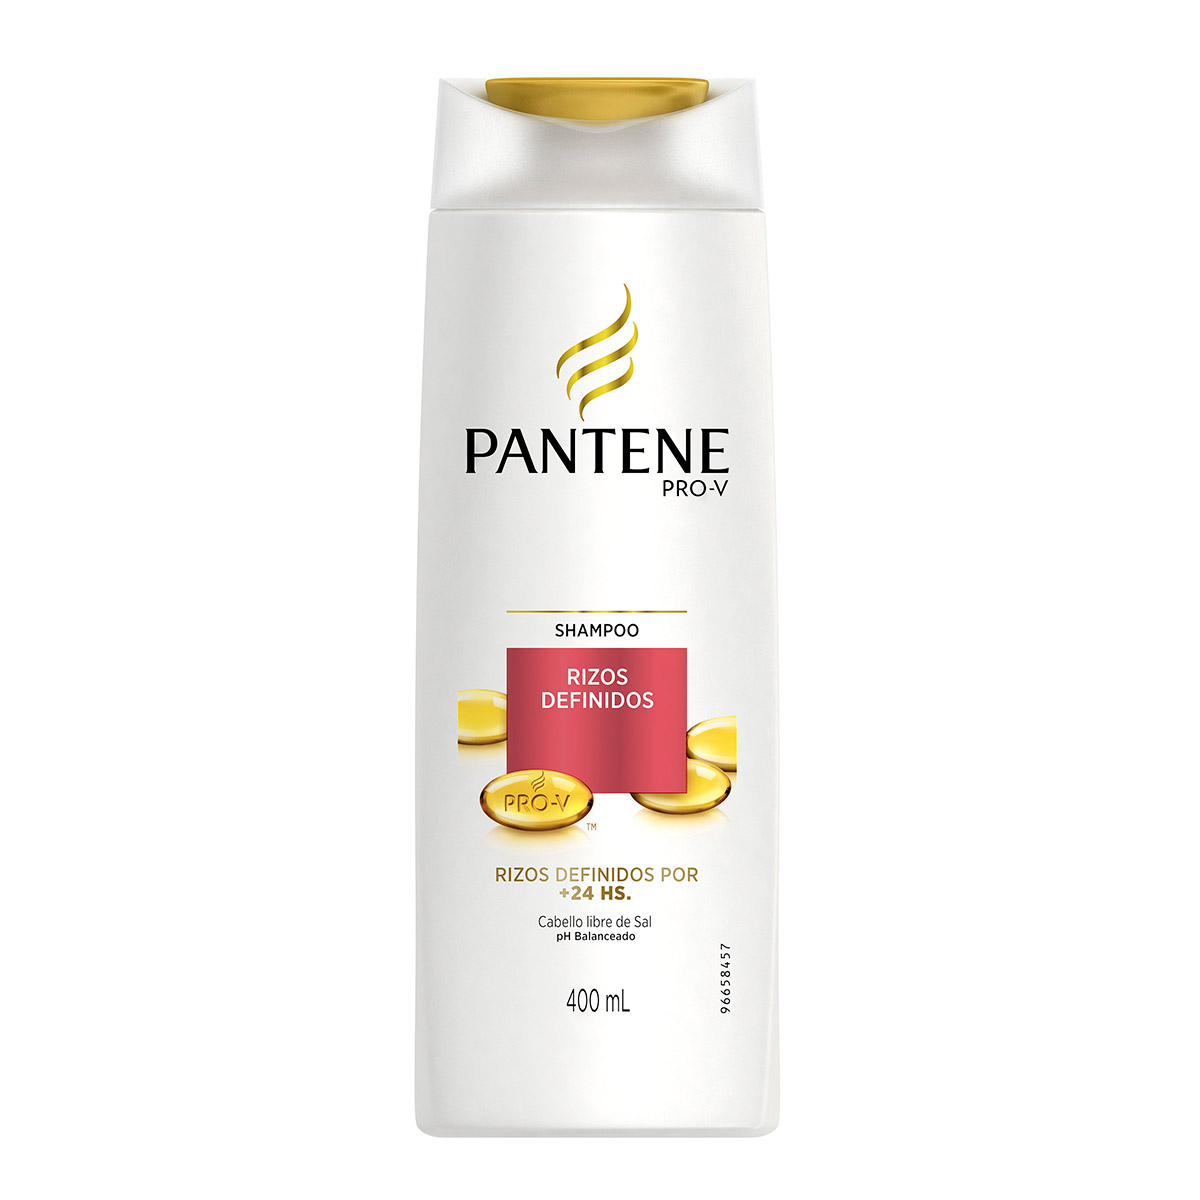 PANTENE
PRO-V
SHAMPOO
RIZOS
DEFINIDOS
PRO-V
TM
RIZOS DEFINIDOS POR
+24 HS.
Cabello libre de Sal
pH Balanceado
400 mL
96658457